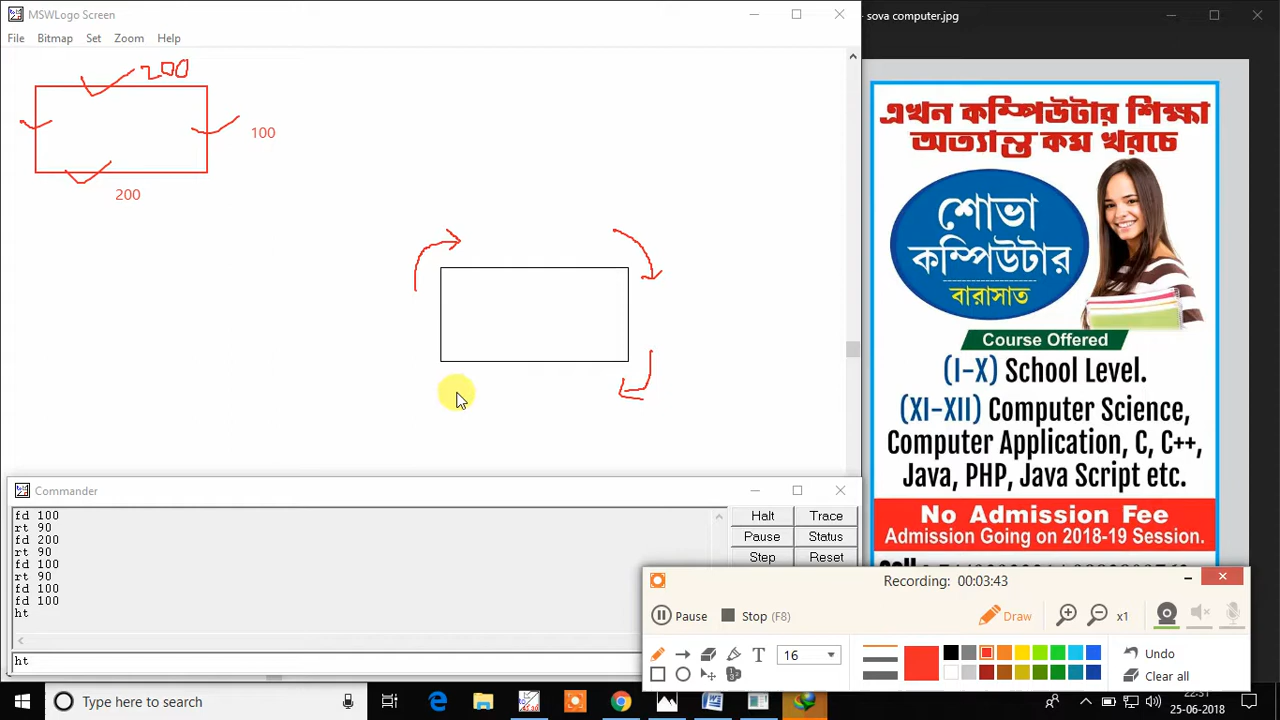 MSWLogo Screen
File Bitmap Set Zoom Help
200
100
200
Commander
fd 100
rt 90
fd 200
rt 90
fd 100
rt 90
fd 100
fd 100
ht
ht
Halt Trace
Pause Status
Step Reset
- sova computer.jpg
এখন কম্পিউটার শিক্ষা
অত্যান্ত কম খরচে
শোভা
কম্পিউটার
বারাসাত
Course Offered
(I-X) School Level.
(XI-XII) Computer Science,
Computer Application, C, C++,
Java, PHP, Java Script etc.
No Admission Fee
Admission Going on 2018-19 Session.
Recording: 00:03:43
Pause Stop (F8) Draw x1
T 16 Undo
Clear all
Type here to search
22:31
25-06-2018